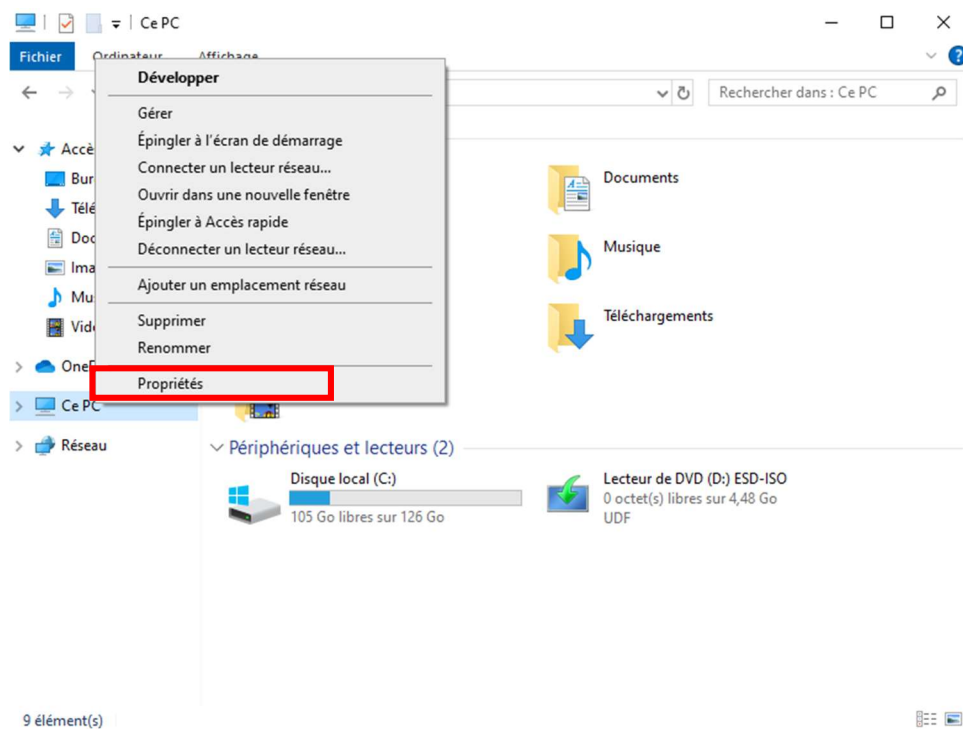 Ce PC
Fichier
Ordinateur
Affichage
Rechercher dans : Ce PC
Développer
Gérer
Épingler à l'écran de démarrage
Connecter un lecteur réseau...
Ouvrir dans une nouvelle fenêtre
Épingler à Accès rapide
Déconnecter un lecteur réseau...
Ajouter un emplacement réseau
Supprimer
Renommer
Propriétés
Ce PC
Réseau
Documents
Musique
Téléchargements
Périphériques et lecteurs (2)
Disque local (C:)
105 Go libres sur 126 Go
Lecteur de DVD (D:) ESD-ISO
0 octet(s) libres sur 4,48 Go
UDF
9 élément(s)